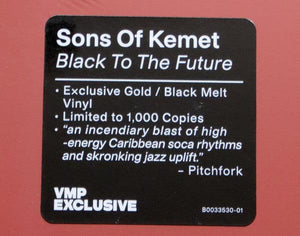 Sons Of Kemet
Black To The Future
• Exclusive Gold / Black Melt
Vinyl
• Limited to 1,000 Copies
• “an incendiary blast of high
-energy Caribbean soca rhythms
and skronking jazz uplift.”
– Pitchfork
VMP
EXCLUSIVE
B0033530-01